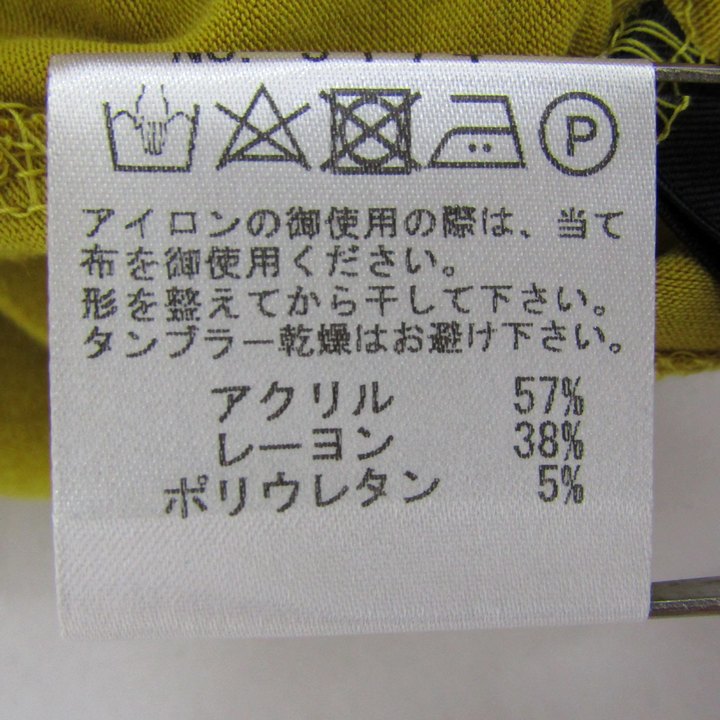 P
アイロンの御使用の際は、当て
布を御使用ください。
形を整えてから干して下さい。
タンブラー乾燥はお避け下さい。
アクリル 57%
レーヨン 38%
ポリウレタン 5%